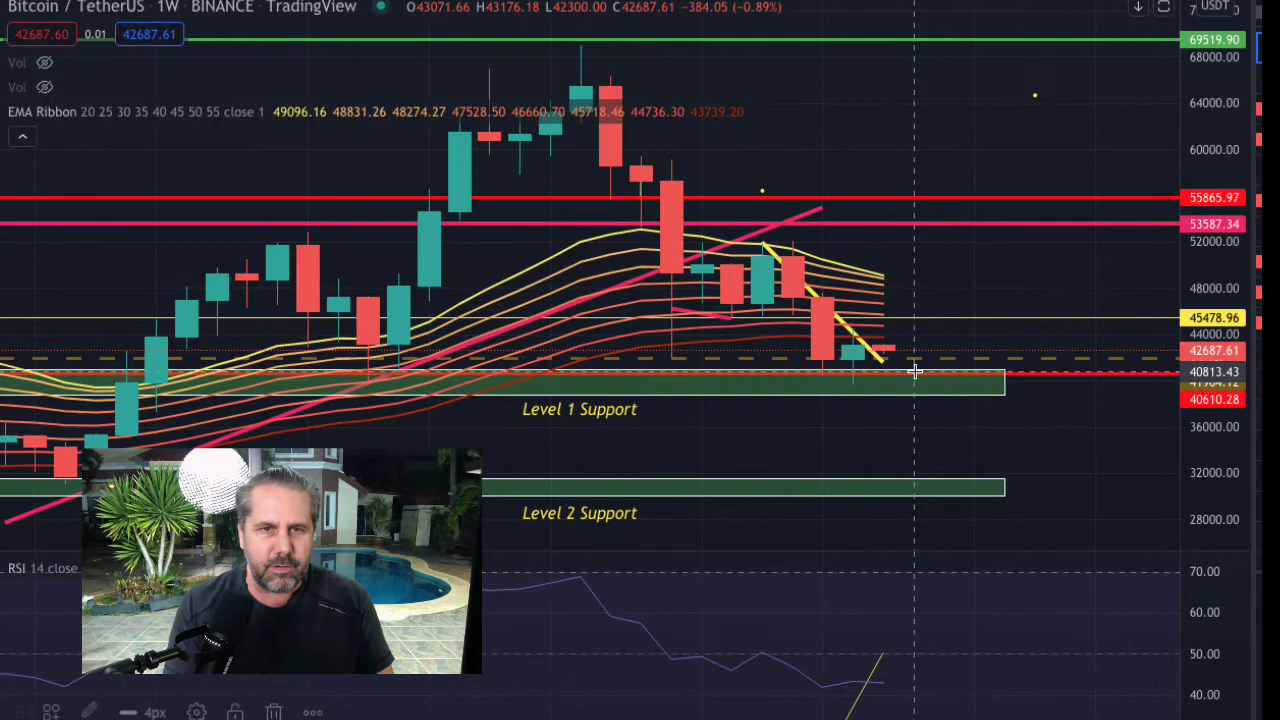 Bitcoin / TetherUS · 1W · BINANCE · TradingView O43071.66 H43176.18 L42300.00 C42687.61 −384.05 (−0.89%)
USDT
42687.60 0.01 42687.61
69519.90
Vol
68000.00
Vol
EMA Ribbon 20 25 30 35 40 45 50 55 close 1 49096.16 48831.26 48274.27 47528.50 46660.70 45718.46 44736.30 43739.20
64000.00
60000.00
55865.97
53587.34
52000.00
48000.00
45478.96
44000.00
42687.61
40813.43
40610.28
Level 1 Support
36000.00
32000.00
Level 2 Support
28000.00
RSI 14 close
70.00
60.00
50.00
40.00
4px